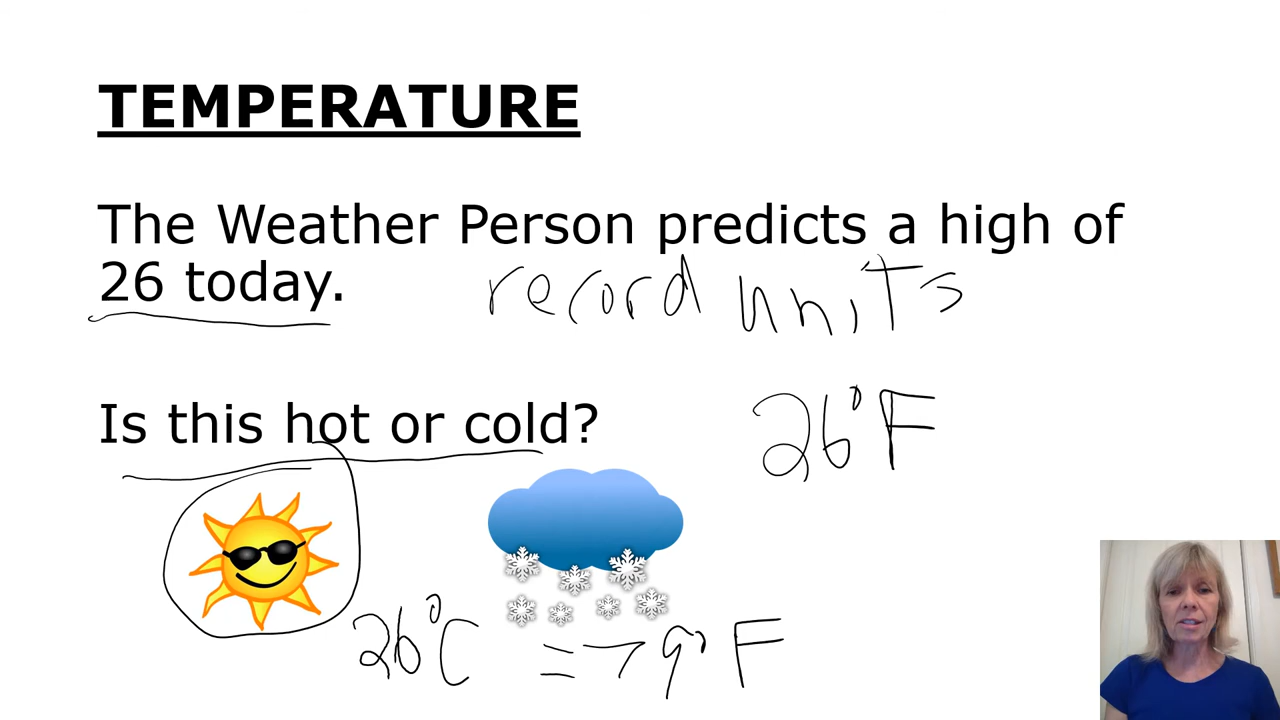 TEMPERATURE
The Weather Person predicts a high of
26 today.
record units
Is this hot or cold?
26°F
26°C = 79° F